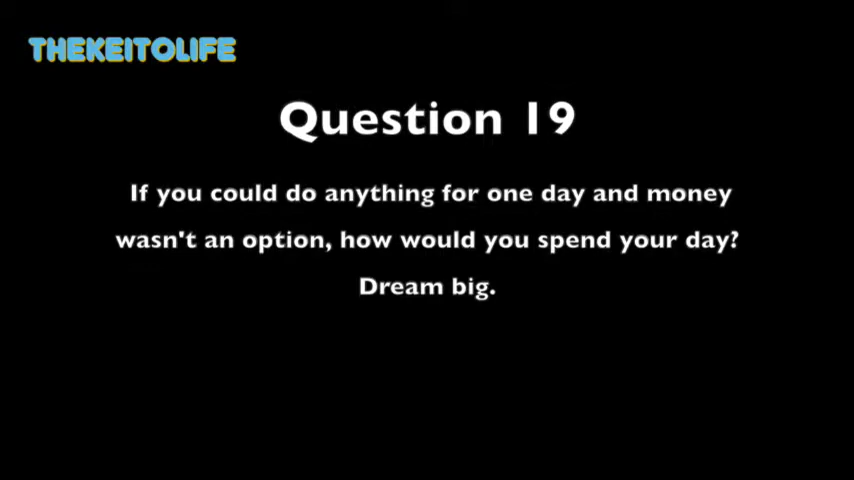 THEKEITOLIFE
Question 19
If you could do anything for one day and money
wasn't an option, how would you spend your day?
Dream big.